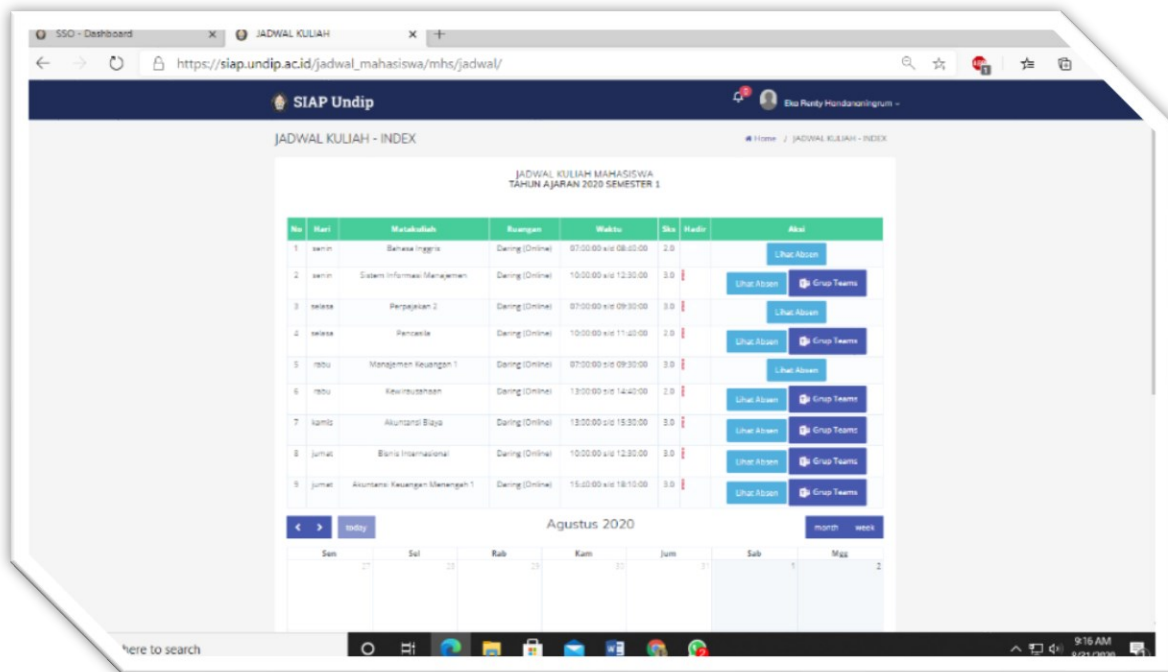 SSO - Dashboard
JADWAL KULIAH
https://siap.undip.ac.id/jadwal_mahasiswa/mhs/jadwal/
SIAP Undip
2
Eka Renty Handananingrum
JADWAL KULIAH - INDEX
Home / JADWAL KULIAH - INDEX
JADWAL KULIAH MAHASISWA
TAHUN AJARAN 2020 SEMESTER 1
No Hari Matakuliah Ruangan Waktu Sks Hadir Aksi
1 senin Bahasa Inggris Daring (Online) 07:00:00 s/d 08:40:00 2.0 Lihat Absen
2 senin Sistem Informasi Manajemen Daring (Online) 10:00:00 s/d 12:30:00 3.0 Lihat Absen Grup Teams
3 selasa Perpajakan 2 Daring (Online) 07:00:00 s/d 09:30:00 3.0 Lihat Absen
4 selasa Pancasila Daring (Online) 10:00:00 s/d 11:40:00 2.0 Lihat Absen Grup Teams
5 rabu Manajemen Keuangan 1 Daring (Online) 07:00:00 s/d 09:30:00 3.0 Lihat Absen
6 rabu Kewirausahaan Daring (Online) 13:00:00 s/d 14:40:00 2.0 Lihat Absen Grup Teams
7 kamis Akuntansi Biaya Daring (Online) 13:00:00 s/d 15:30:00 3.0 Lihat Absen Grup Teams
8 jumat Bisnis Internasional Daring (Online) 10:00:00 s/d 12:30:00 3.0 Lihat Absen Grup Teams
9 jumat Akuntansi Keuangan Menengah 1 Daring (Online) 15:40:00 s/d 18:10:00 3.0 Lihat Absen Grup Teams
today Agustus 2020 month week
Sen Sel Rab Kam Jum Sab Mgg
27 28 29 30 31 1 2
here to search
9:16 AM
8/31/2020